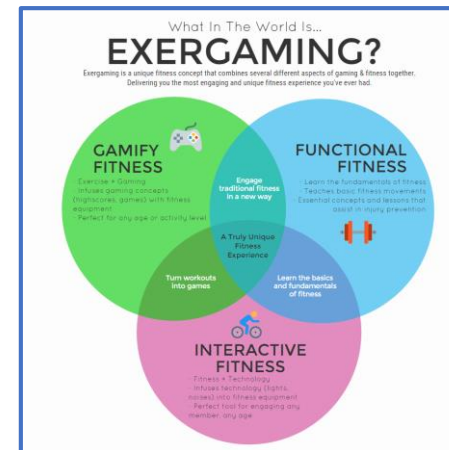 What In The World Is...
EXERGAMING?
Exergaming is a unique fitness concept that combines several different aspects of gaming & fitness together.
Delivering you the most engaging and unique fitness experience you've ever had.
GAMIFY
FITNESS
- Exercise + Gaming
- Infuses gaming concepts
(highscores, games) with fitness
equipment
- Perfect for any age or activity level
Engage
traditional fitness
in a new way
FUNCTIONAL
FITNESS
- Learn the fundamentals of fitness
- Teaches basic fitness movements
- Essential concepts and lessons that
assist in injury prevention
A Truly Unique
Fitness
Experience
Turn workouts
into games
Learn the basics
and fundamentals
of fitness
INTERACTIVE
FITNESS
- Fitness + Technology
- Infuses technology (lights,
noises) into fitness equipment
- Perfect tool for engaging any
member, any age